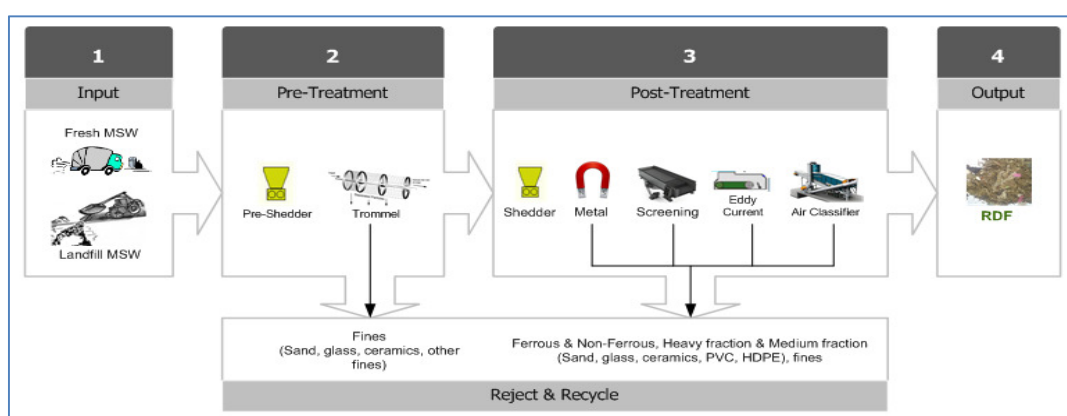 1
Input
Fresh MSW
Landfill MSW
2
Pre-Treatment
Pre-Shedder
Trommel
3
Post-Treatment
Shedder
Metal
Screening
Eddy
Current
Air Classifier
4
Output
RDF
Fines
(Sand, glass, ceramics, other
fines)
Ferrous & Non-Ferrous, Heavy fraction & Medium fraction
(Sand, glass, ceramics, PVC, HDPE), fines
Reject & Recycle